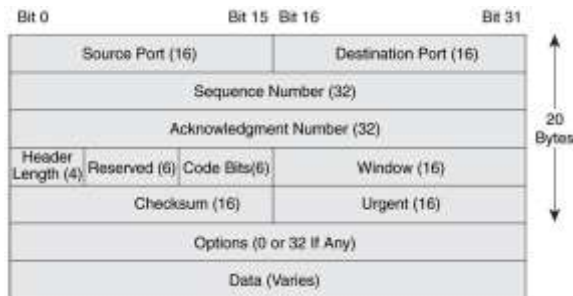 Bit 0 Bit 15 Bit 16 Bit 31
Source Port (16) Destination Port (16)
Sequence Number (32)
Acknowledgment Number (32)
20
Bytes
Header
Length (4) Reserved (6) Code Bits(6) Window (16)
Checksum (16) Urgent (16)
Options (0 or 32 If Any)
Data (Varies)